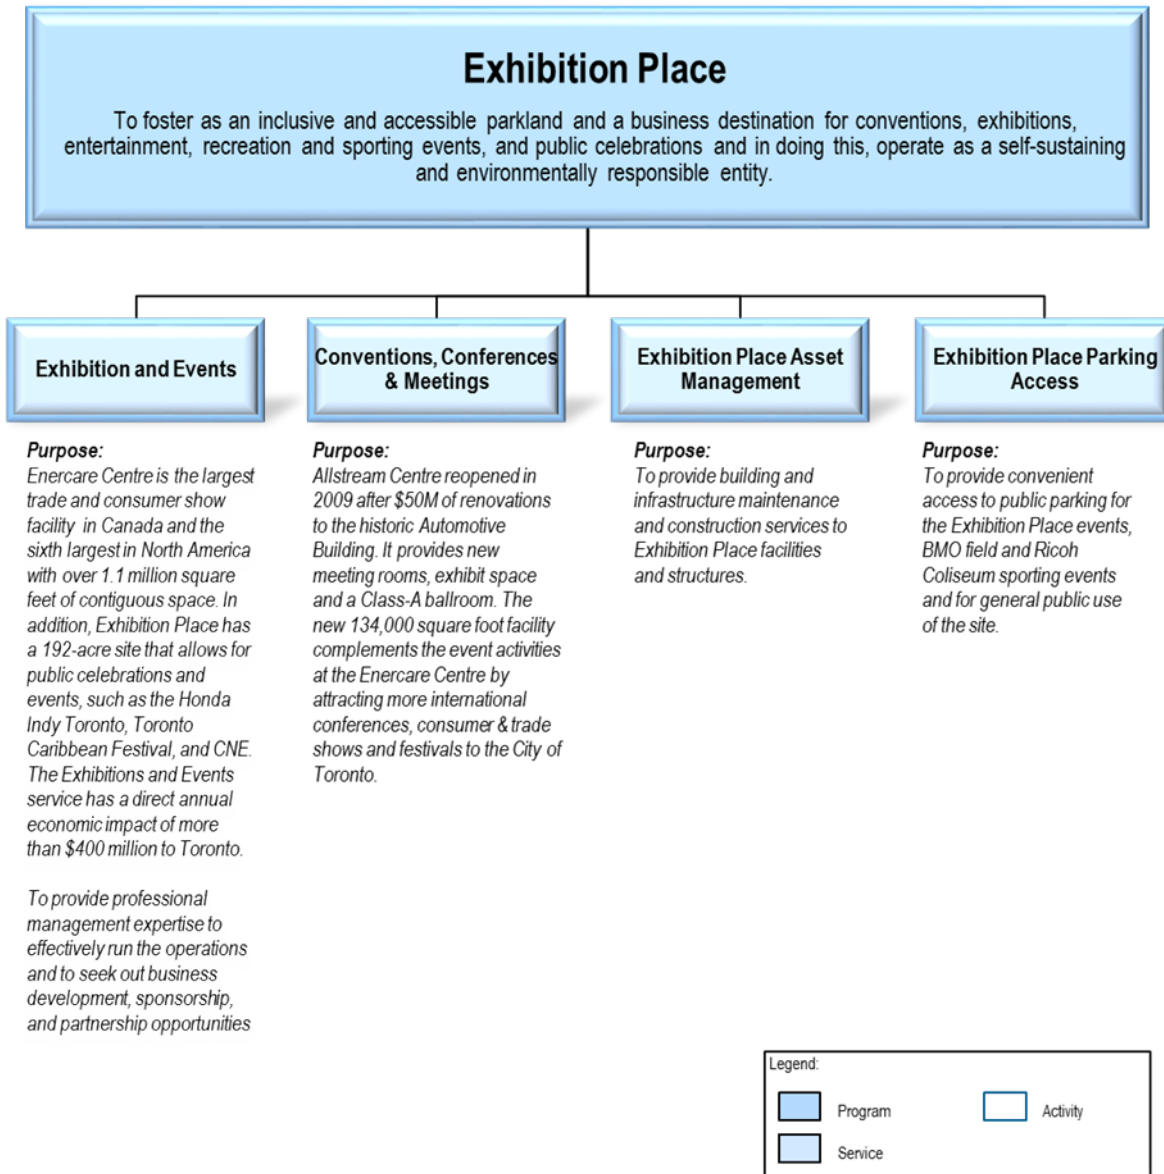 Exhibition Place
To foster as an inclusive and accessible parkland and a business destination for conventions, exhibitions,
entertainment, recreation and sporting events, and public celebrations and in doing this, operate as a self-sustaining
and environmentally responsible entity.
Exhibition and Events
Purpose:
Enercare Centre is the largest
trade and consumer show
facility in Canada and the
sixth largest in North America
with over 1.1 million square
feet of contiguous space. In
addition, Exhibition Place has
a 192-acre site that allows for
public celebrations and
events, such as the Honda
Indy Toronto, Toronto
Caribbean Festival, and CNE.
The Exhibitions and Events
service has a direct annual
economic impact of more
than $400 million to Toronto.
To provide professional
management expertise to
effectively run the operations
and to seek out business
development, sponsorship,
and partnership opportunities
Conventions, Conferences
& Meetings
Purpose:
Allstream Centre reopened in
2009 after $50M of renovations
to the historic Automotive
Building. It provides new
meeting rooms, exhibit space
and a Class-A ballroom. The
new 134,000 square foot facility
complements the event activities
at the Enercare Centre by
attracting more international
conferences, consumer & trade
shows and festivals to the City of
Toronto.
Exhibition Place Asset
Management
Purpose:
To provide building and
infrastructure maintenance
and construction services to
Exhibition Place facilities
and structures.
Exhibition Place Parking
Access
Purpose:
To provide convenient
access to public parking for
the Exhibition Place events,
BMO field and Ricoh
Coliseum sporting events
and for general public use
of the site.
Legend:
Program
Activity
Service